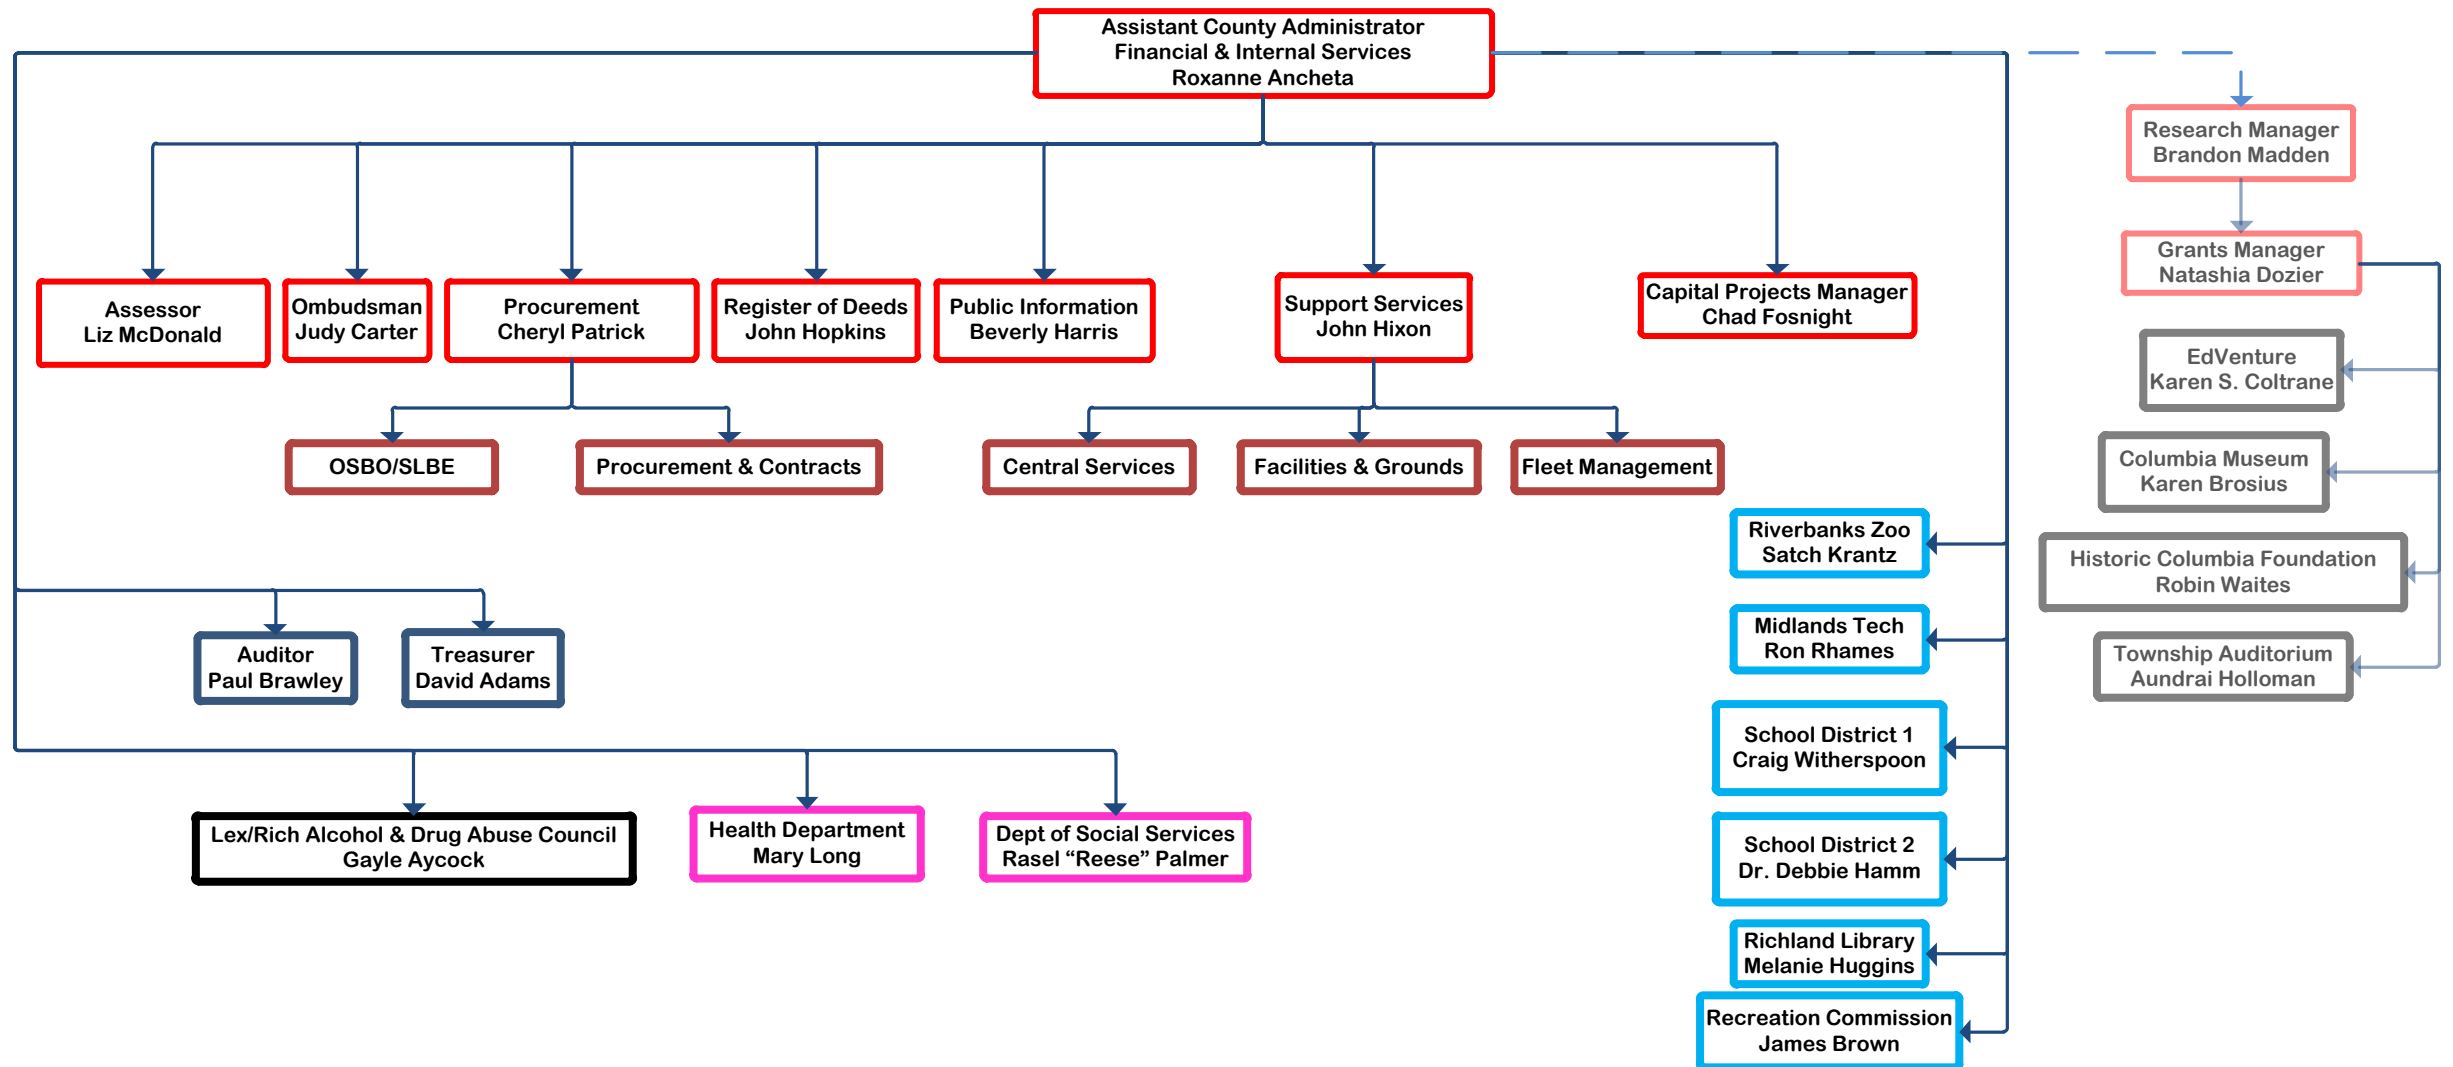 Assistant County Administrator
Financial & Internal Services
Roxanne Ancheta
Research Manager
Brandon Madden
Grants Manager
Natashia Dozier
Assessor
Liz McDonald
Ombudsman
Judy Carter
Procurement
Cheryl Patrick
Register of Deeds
John Hopkins
Public Information
Beverly Harris
Support Services
John Hixon
Capital Projects Manager
Chad Fosnight
EdVenture
Karen S. Coltrane
OSBO/SLBE
Procurement & Contracts
Central Services
Facilities & Grounds
Fleet Management
Columbia Museum
Karen Brosius
Riverbanks Zoo
Satch Krantz
Historic Columbia Foundation
Robin Waites
Auditor
Paul Brawley
Treasurer
David Adams
Midlands Tech
Ron Rhames
Township Auditorium
Aundrai Holloman
School District 1
Craig Witherspoon
Lex/Rich Alcohol & Drug Abuse Council
Gayle Aycock
Health Department
Mary Long
Dept of Social Services
Rasel “Reese” Palmer
School District 2
Dr. Debbie Hamm
Richland Library
Melanie Huggins
Recreation Commission
James Brown